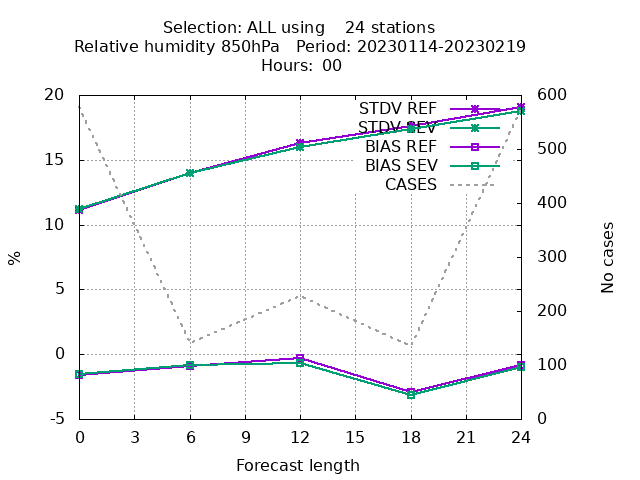 Selection: ALL using 24 stations
Relative humidity 850hPa Period: 20230114-20230219
Hours: 00
20
15
10
5
0
-5
%
STDV REF
STDV SEV
BIAS REF
BIAS SEV
CASES
600
500
400
300
200
100
0
No cases
0 3 6 9 12 15 18 21 24
Forecast length